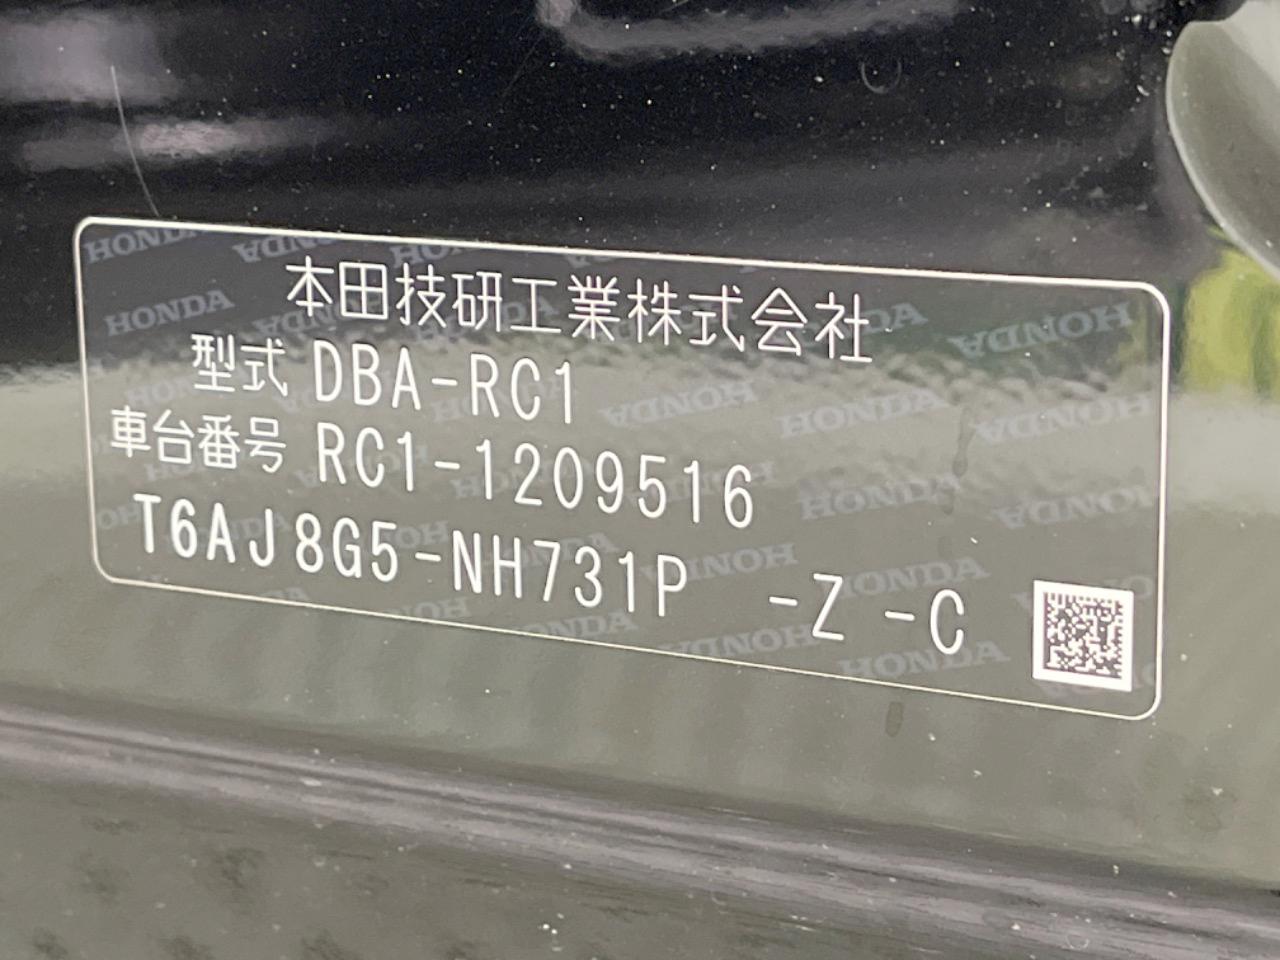 本田技研工業株式会社
型式 DBA-RC1
車台番号 RC1-1209516
T6AJ8G5-NH731P -Z -C